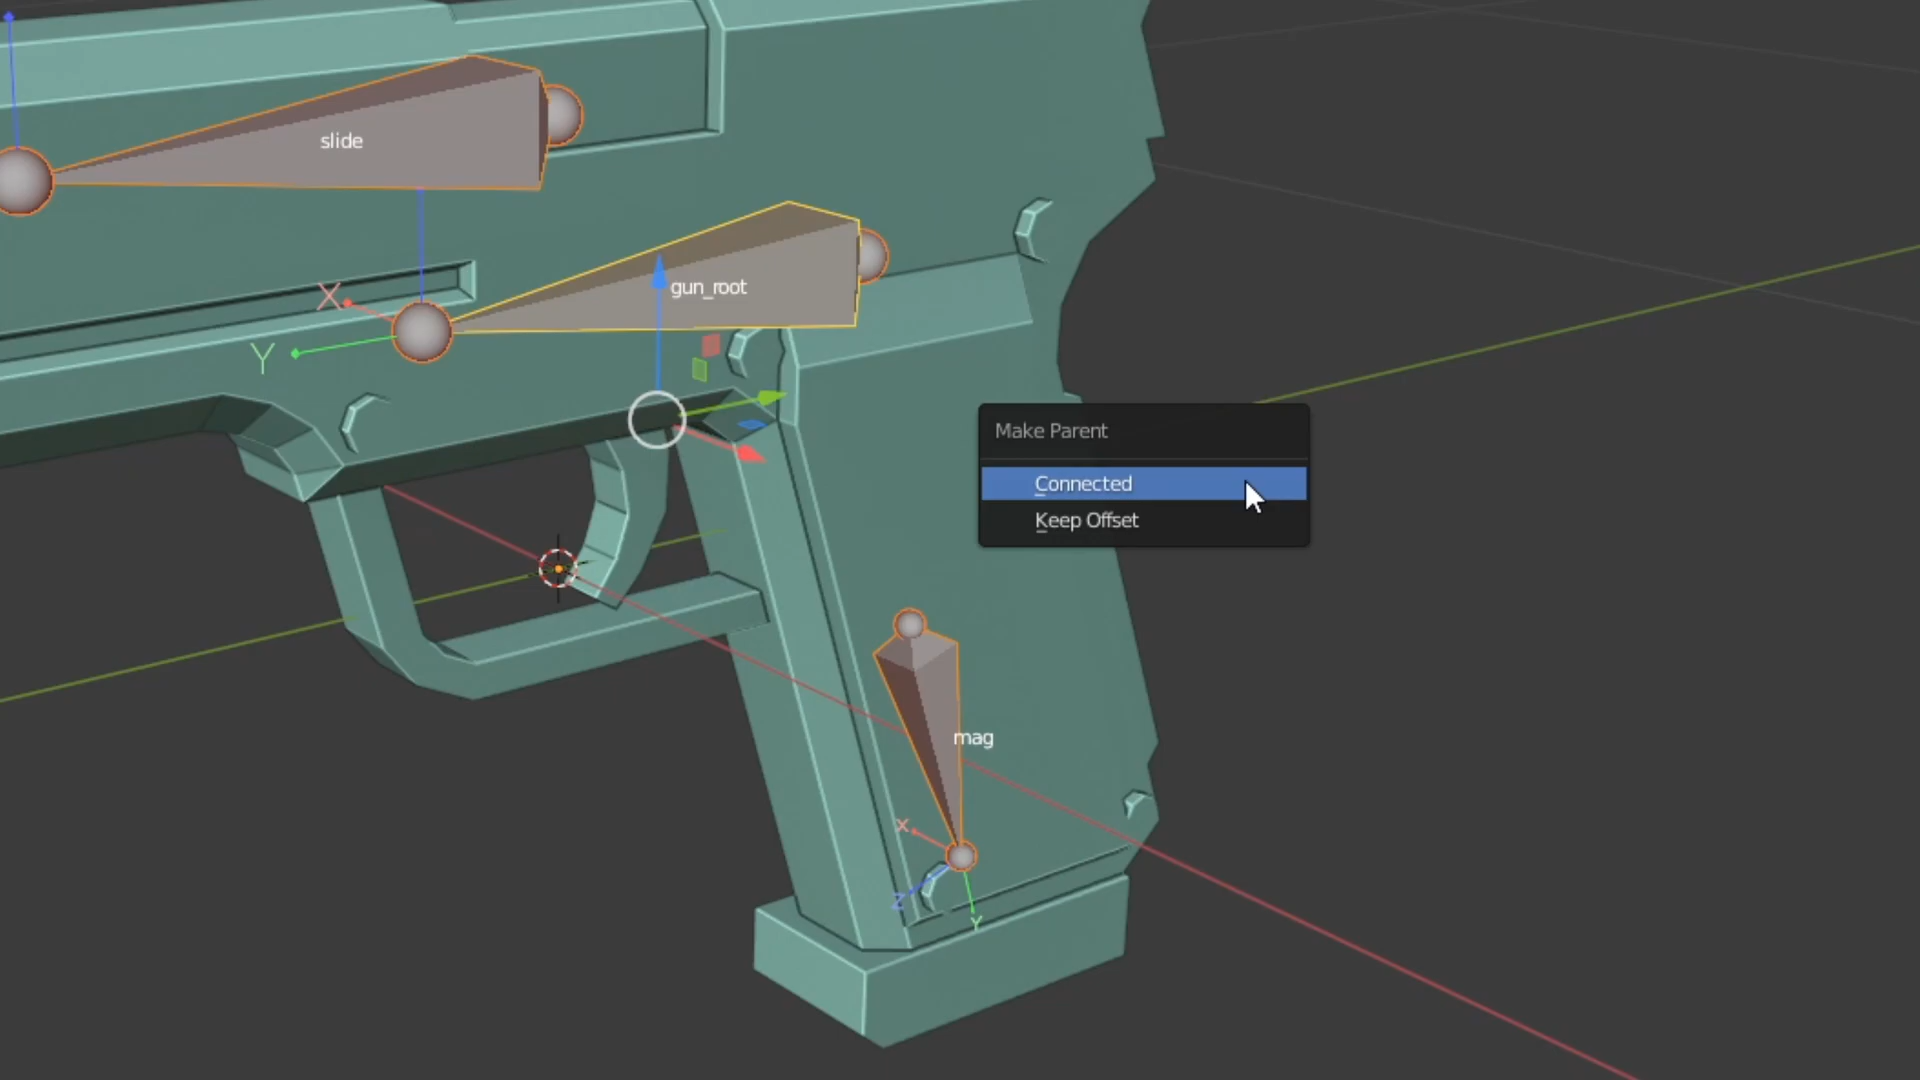 slide
gun_root
X
Y
Make Parent
Connected
Keep Offset
mag
X
Z
Y